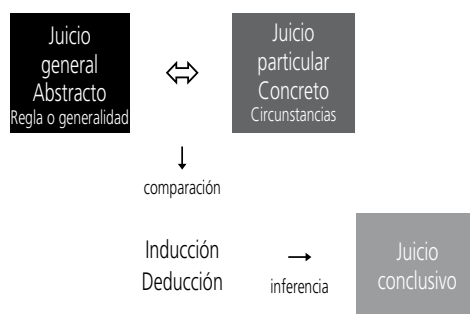 Juicio
general
Abstracto
Regla o generalidad
Juicio
particular
Concreto
Circunstancias
comparación
Inducción
Deducción
inferencia
Juicio
conclusivo